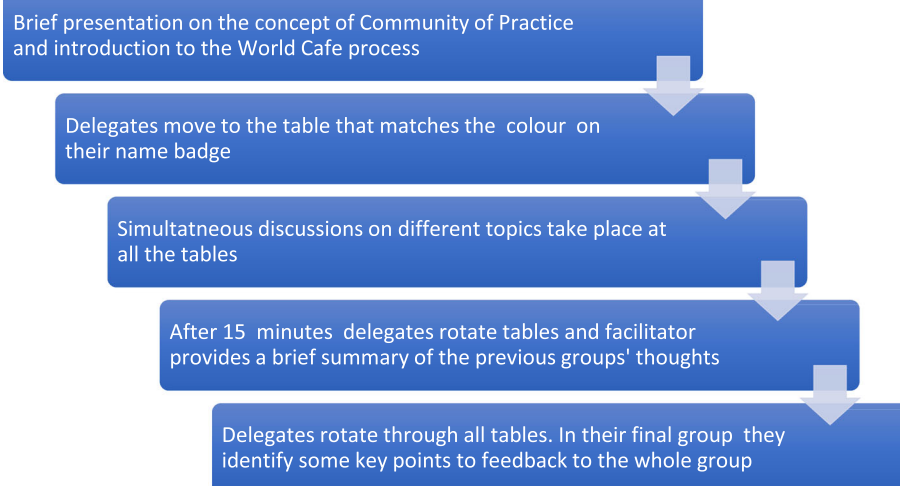 Brief presentation on the concept of Community of Practice
and introduction to the World Cafe process
Delegates move to the table that matches the colour on
their name badge
Simultatneous discussions on different topics take place at
all the tables
After 15 minutes delegates rotate tables and facilitator
provides a brief summary of the previous groups' thoughts
Delegates rotate through all tables. In their final group they
identify some key points to feedback to the whole group